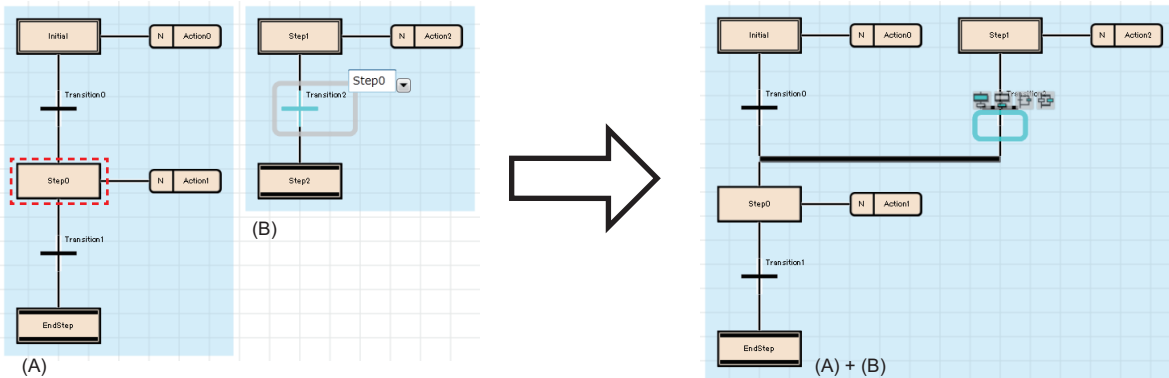 Initial
N Action0
Transition0
Step0
N Action1
Transition1
EndStep
(A)
Step1
N Action2
Step0
Transition2
Step2
(B)
Initial
N Action0
Step1
N Action2
Transition0
Step0
N Action1
Transition1
EndStep
(A) + (B)